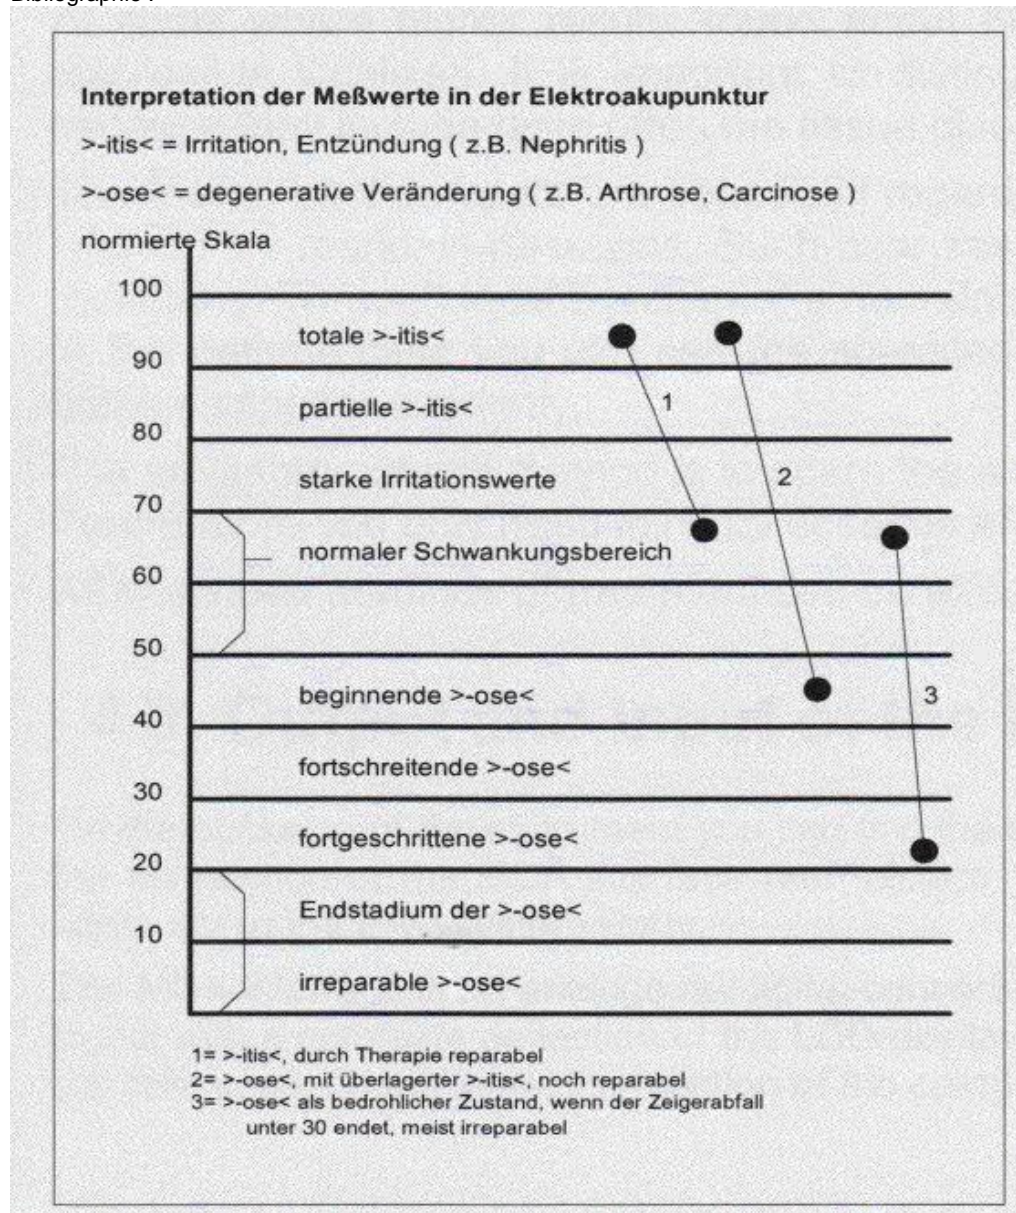 Interpretation der Meßwerte in der Elektroakupunktur
>-itis< = Irritation, Entzündung ( z.B. Nephritis )
>-ose< = degenerative Veränderung ( z.B. Arthrose, Carcinose )
normierte Skala
100
totale >-itis<
90
partielle >-itis<
1
80
starke Irritationswerte
2
70
normaler Schwankungsbereich
60
50
beginnende >-ose<
3
40
fortschreitende >-ose<
30
fortgeschrittene >-ose<
20
Endstadium der >-ose<
10
irreparable >-ose<
1= >-itis<, durch Therapie reparabel
2= >-ose<, mit überlagerter >-itis<, noch reparabel
3= >-ose< als bedrohlicher Zustand, wenn der Zeigerabfall
unter 30 endet, meist irreparabel